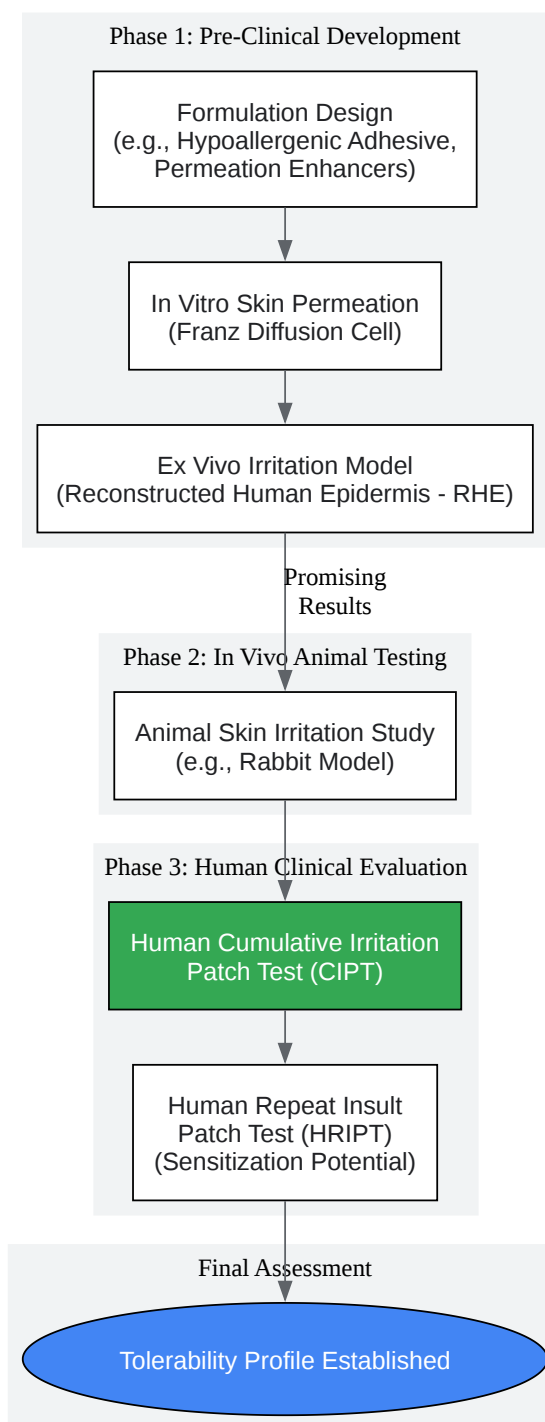 Phase 1: Pre-Clinical Development
Formulation Design
(e.g., Hypoallergenic Adhesive,
Permeation Enhancers)
In Vitro Skin Permeation
(Franz Diffusion Cell)
Ex Vivo Irritation Model
(Reconstructed Human Epidermis - RHE)
Promising
Results
Phase 2: In Vivo Animal Testing
Animal Skin Irritation Study
(e.g., Rabbit Model)
Phase 3: Human Clinical Evaluation
Human Cumulative Irritation
Patch Test (CIPT)
Human Repeat Insult
Patch Test (HRIPT)
(Sensitization Potential)
Final Assessment
Tolerability Profile Established